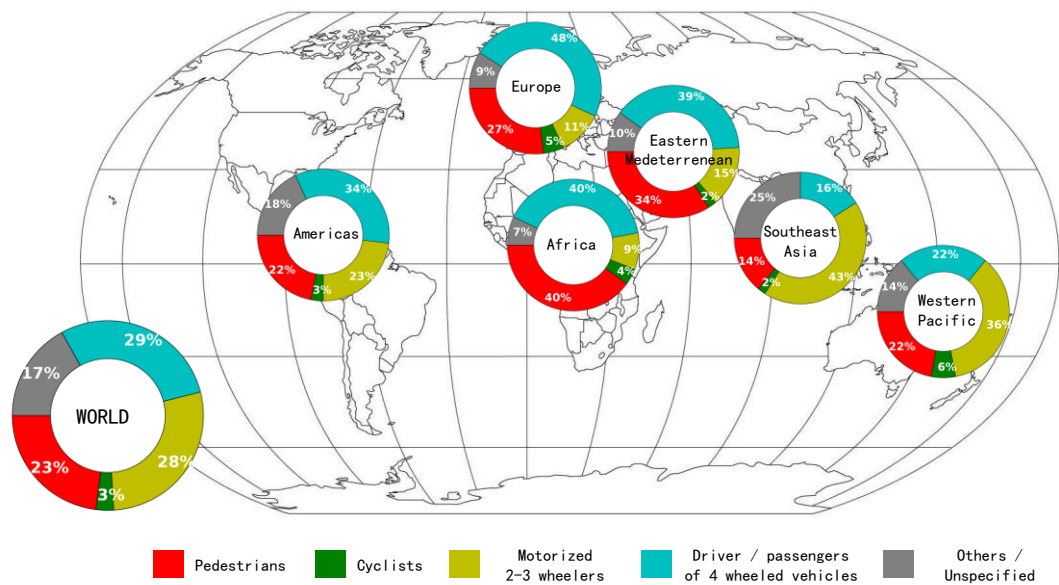 48%
9%
Europe
27%
11%
5%
39%
10%
Eastern
Medeterrenean
15%
34%
2%
34%
18%
Americas
22%
23%
3%
40%
7%
Africa
9%
4%
40%
16%
25%
Southeast
Asia
14%
43%
2%
22%
14%
Western
Pacific
36%
22%
6%
29%
17%
WORLD
23%
28%
3%
Pedestrians
Cyclists
Motorized
2-3 wheelers
Driver / passengers
of 4 wheeled vehicles
Others /
Unspecified